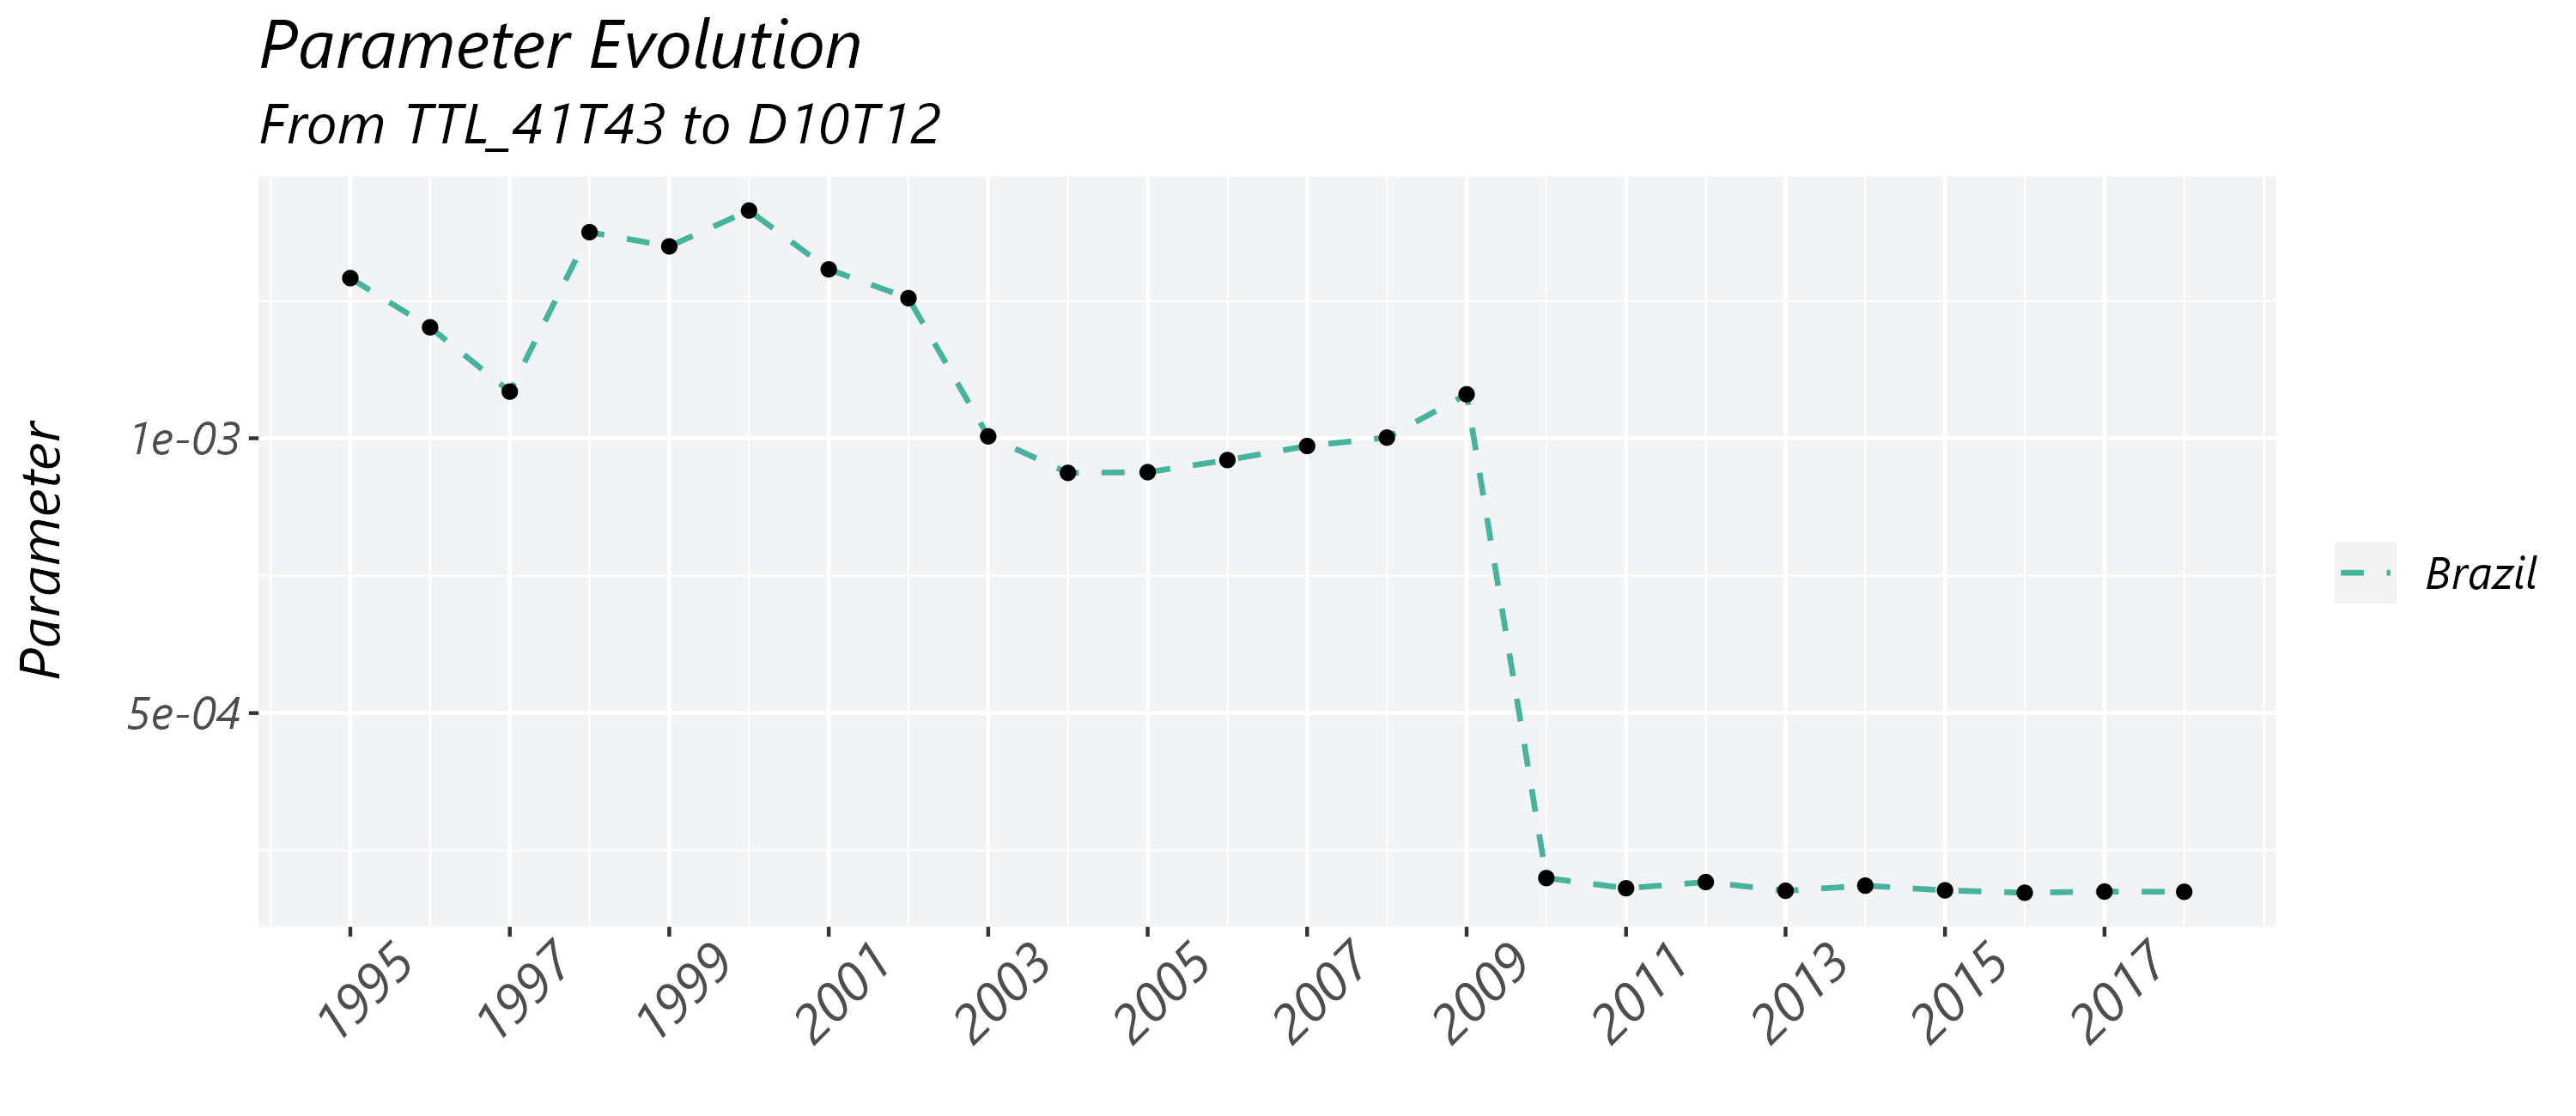 Parameter Evolution
From TTL_41T43 to D10T12
Parameter
1e-03
5e-04
1995
1997
1999
2001
2003
2005
2007
2009
2011
2013
2015
2017
Brazil